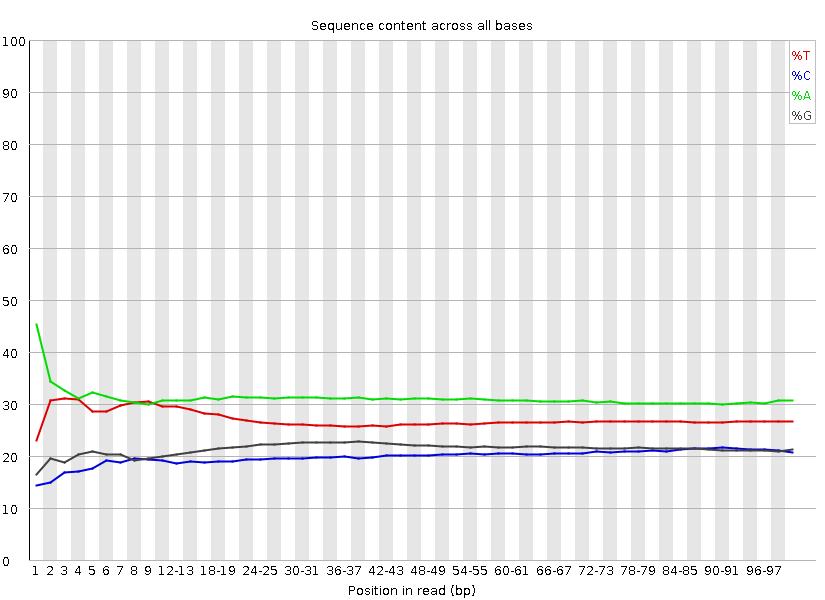 Sequence content across all bases
100
90
80
70
60
50
40
30
20
10
0
%T
%C
%A
%G
1 2 3 4 5 6 7 8 9 12-13 18-19 24-25 30-31 36-37 42-43 48-49 54-55 60-61 66-67 72-73 78-79 84-85 90-91 96-97
Position in read (bp)